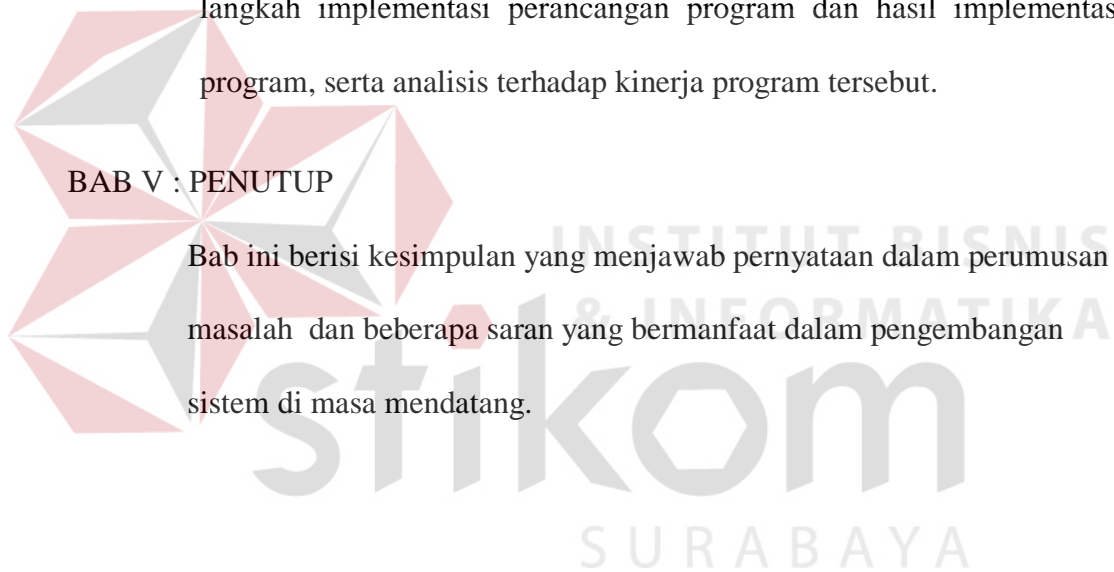 langkah implementasi perancangan program dan hasil implementas
program, serta analisis terhadap kinerja program tersebut.
BAB V : PENUTUP
Bab ini berisi kesimpulan yang menjawab pernyataan dalam perumusan
masalah dan beberapa saran yang bermanfaat dalam pengembangan
sistem di masa mendatang.
INSTITUT BISNIS
& INFORMATIKA
stikom
SURABAYA